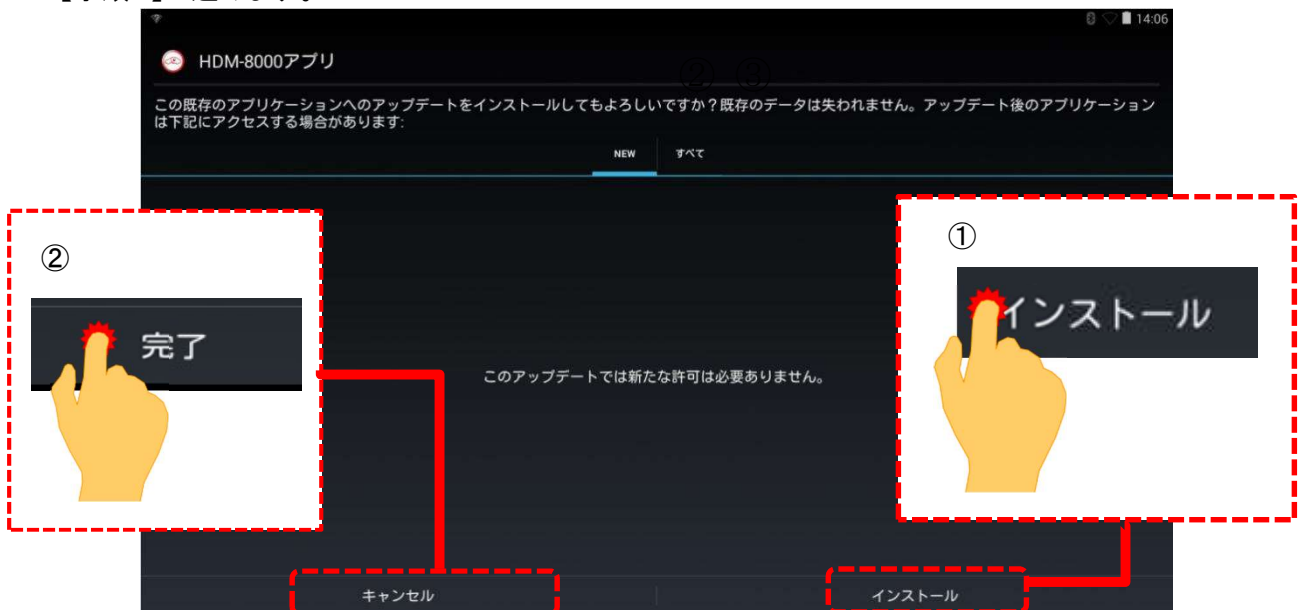 14:06
HDM-8000アプリ
② ③
この既存のアプリケーションへのアップデートをインストールしてもよろしいですか？既存のデータは失われません。アップデート後のアプリケーション
は下記にアクセスする場合があります:
NEW すべて
①
インストール
②
完了
このアップデートでは新たな許可は必要ありません。
キャンセル インストール